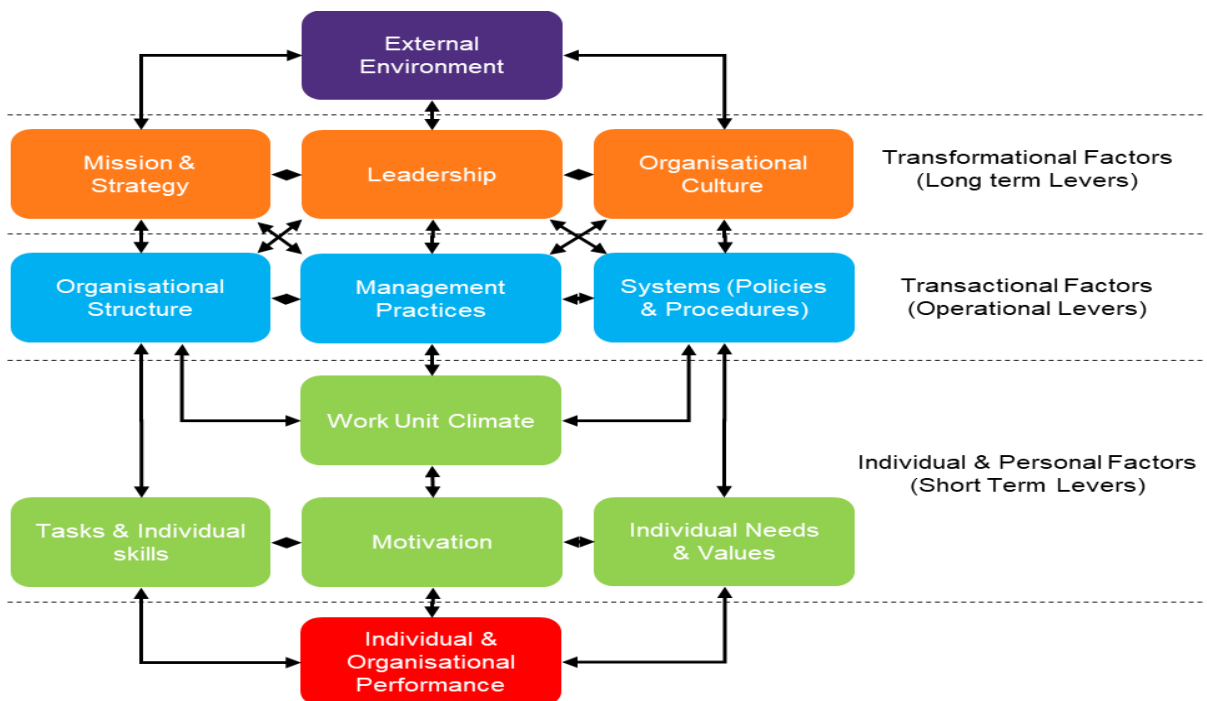 External
Environment
Mission &
Strategy
Leadership
Organisational
Culture
Transformational Factors
(Long term Levers)
Organisational
Structure
Management
Practices
Systems (Policies
& Procedures)
Transactional Factors
(Operational Levers)
Work Unit Climate
Individual & Personal Factors
(Short Term Levers)
Tasks & Individual
skills
Motivation
Individual Needs
& Values
Individual &
Organisational
Performance